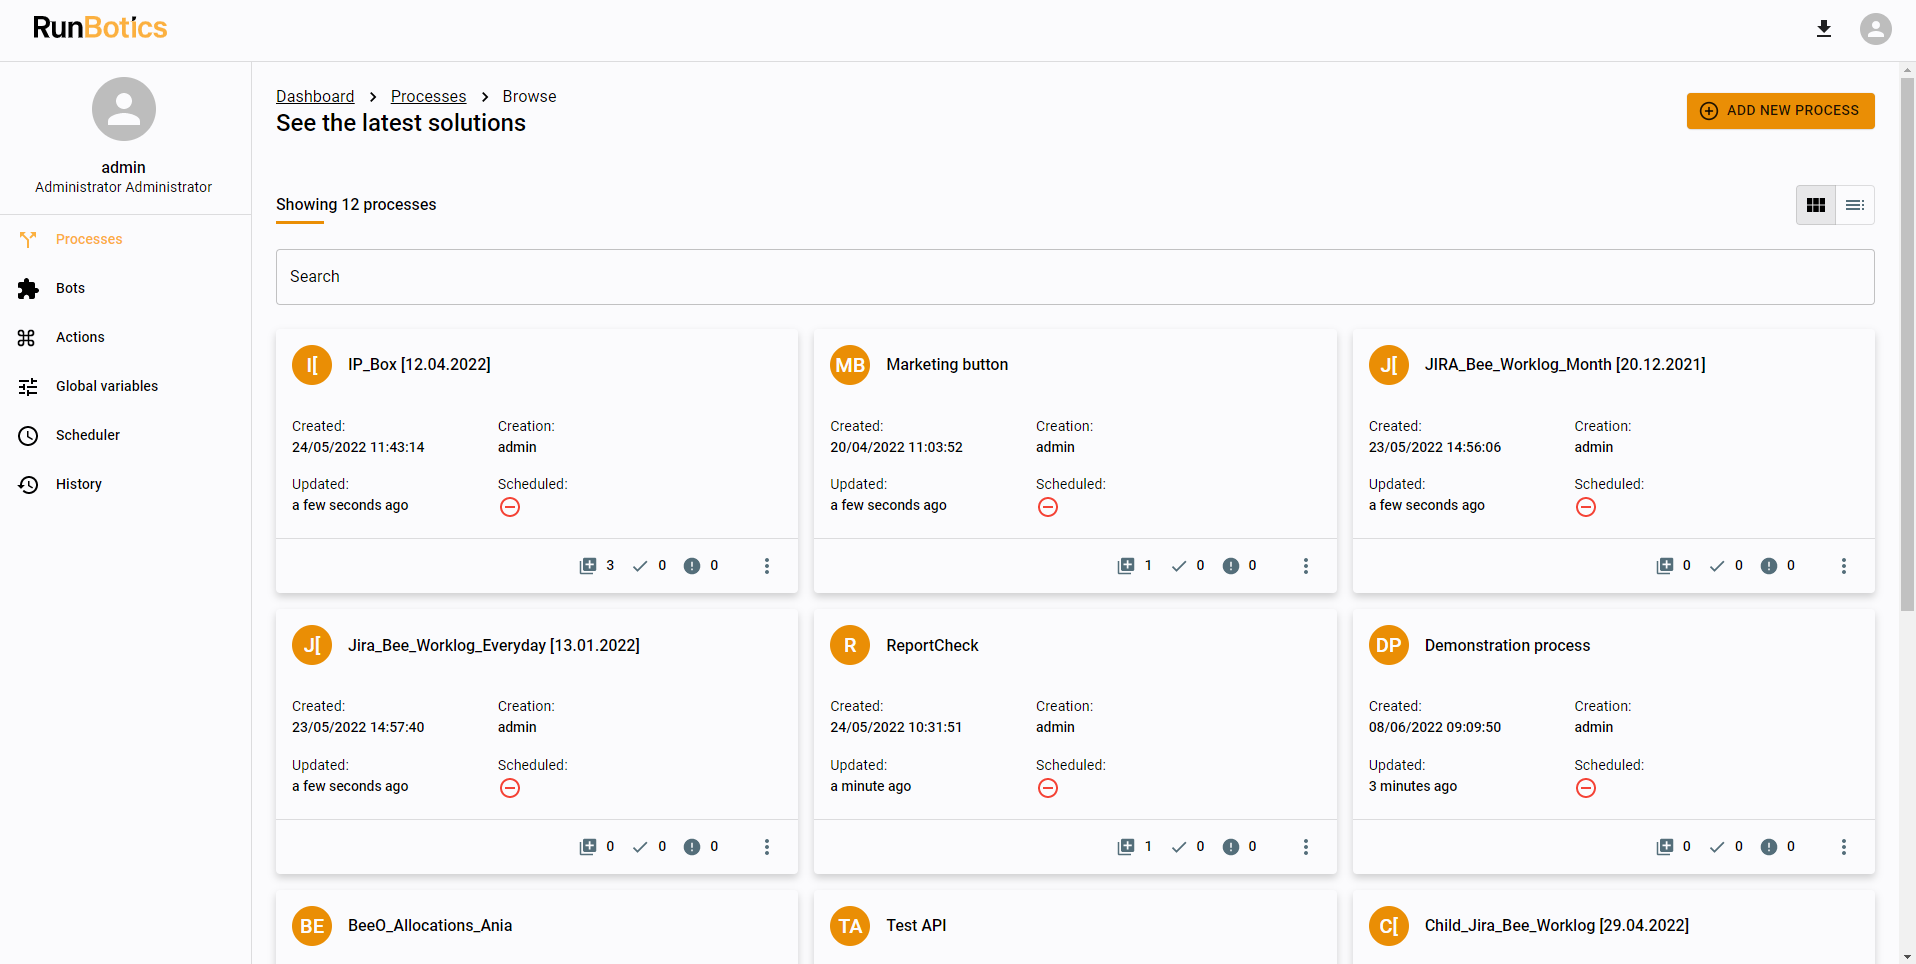 RunBotics
admin
Administrator Administrator
Processes
Bots
Actions
Global variables
Scheduler
History
Dashboard > Processes > Browse
See the latest solutions
ADD NEW PROCESS
Showing 12 processes
Search
I[ IP_Box [12.04.2022]
Created: Creation:
24/05/2022 11:43:14 admin
Updated: Scheduled:
a few seconds ago
3 0 0
MB Marketing button
Created: Creation:
20/04/2022 11:03:52 admin
Updated: Scheduled:
a few seconds ago
1 0 0
J[ JIRA_Bee_Worklog_Month [20.12.2021]
Created: Creation:
23/05/2022 14:56:06 admin
Updated: Scheduled:
a few seconds ago
0 0 0
J[ Jira_Bee_Worklog_Everyday [13.01.2022]
Created: Creation:
23/05/2022 14:57:40 admin
Updated: Scheduled:
a few seconds ago
0 0 0
R ReportCheck
Created: Creation:
24/05/2022 10:31:51 admin
Updated: Scheduled:
a minute ago
1 0 0
DP Demonstration process
Created: Creation:
08/06/2022 09:09:50 admin
Updated: Scheduled:
3 minutes ago
0 0 0
BE BeeO_Allocations_Ania
TA Test API
C[ Child_Jira_Bee_Worklog [29.04.2022]